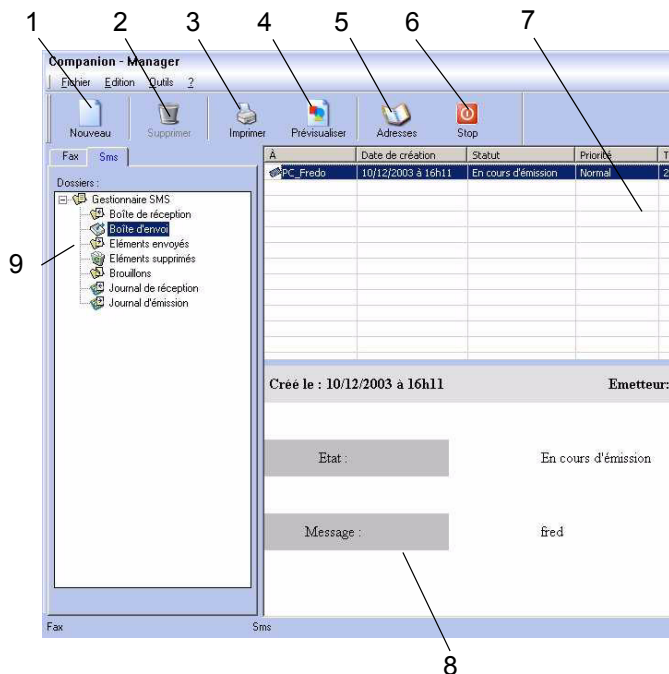 1 2 3 4 5 6 7
Companion - Manager
Fichier Edition Outils ?
Nouveau Supprimer Imprimer Prévisualiser Adresses Stop
Fax Sms
À Date de création Statut Priorité T
PC_Fredo 10/12/2003 à 16h11 En cours d'émission Normal 2
Dossiers :
Gestionnaire SMS
Boîte de réception
Boîte d'envoi
Eléments envoyés
Eléments supprimés
Brouillons
Journal de réception
Journal d'émission
9
Créé le : 10/12/2003 à 16h11 Emetteur:
Etat : En cours d'émission
Message : fred
Fax Sms
8